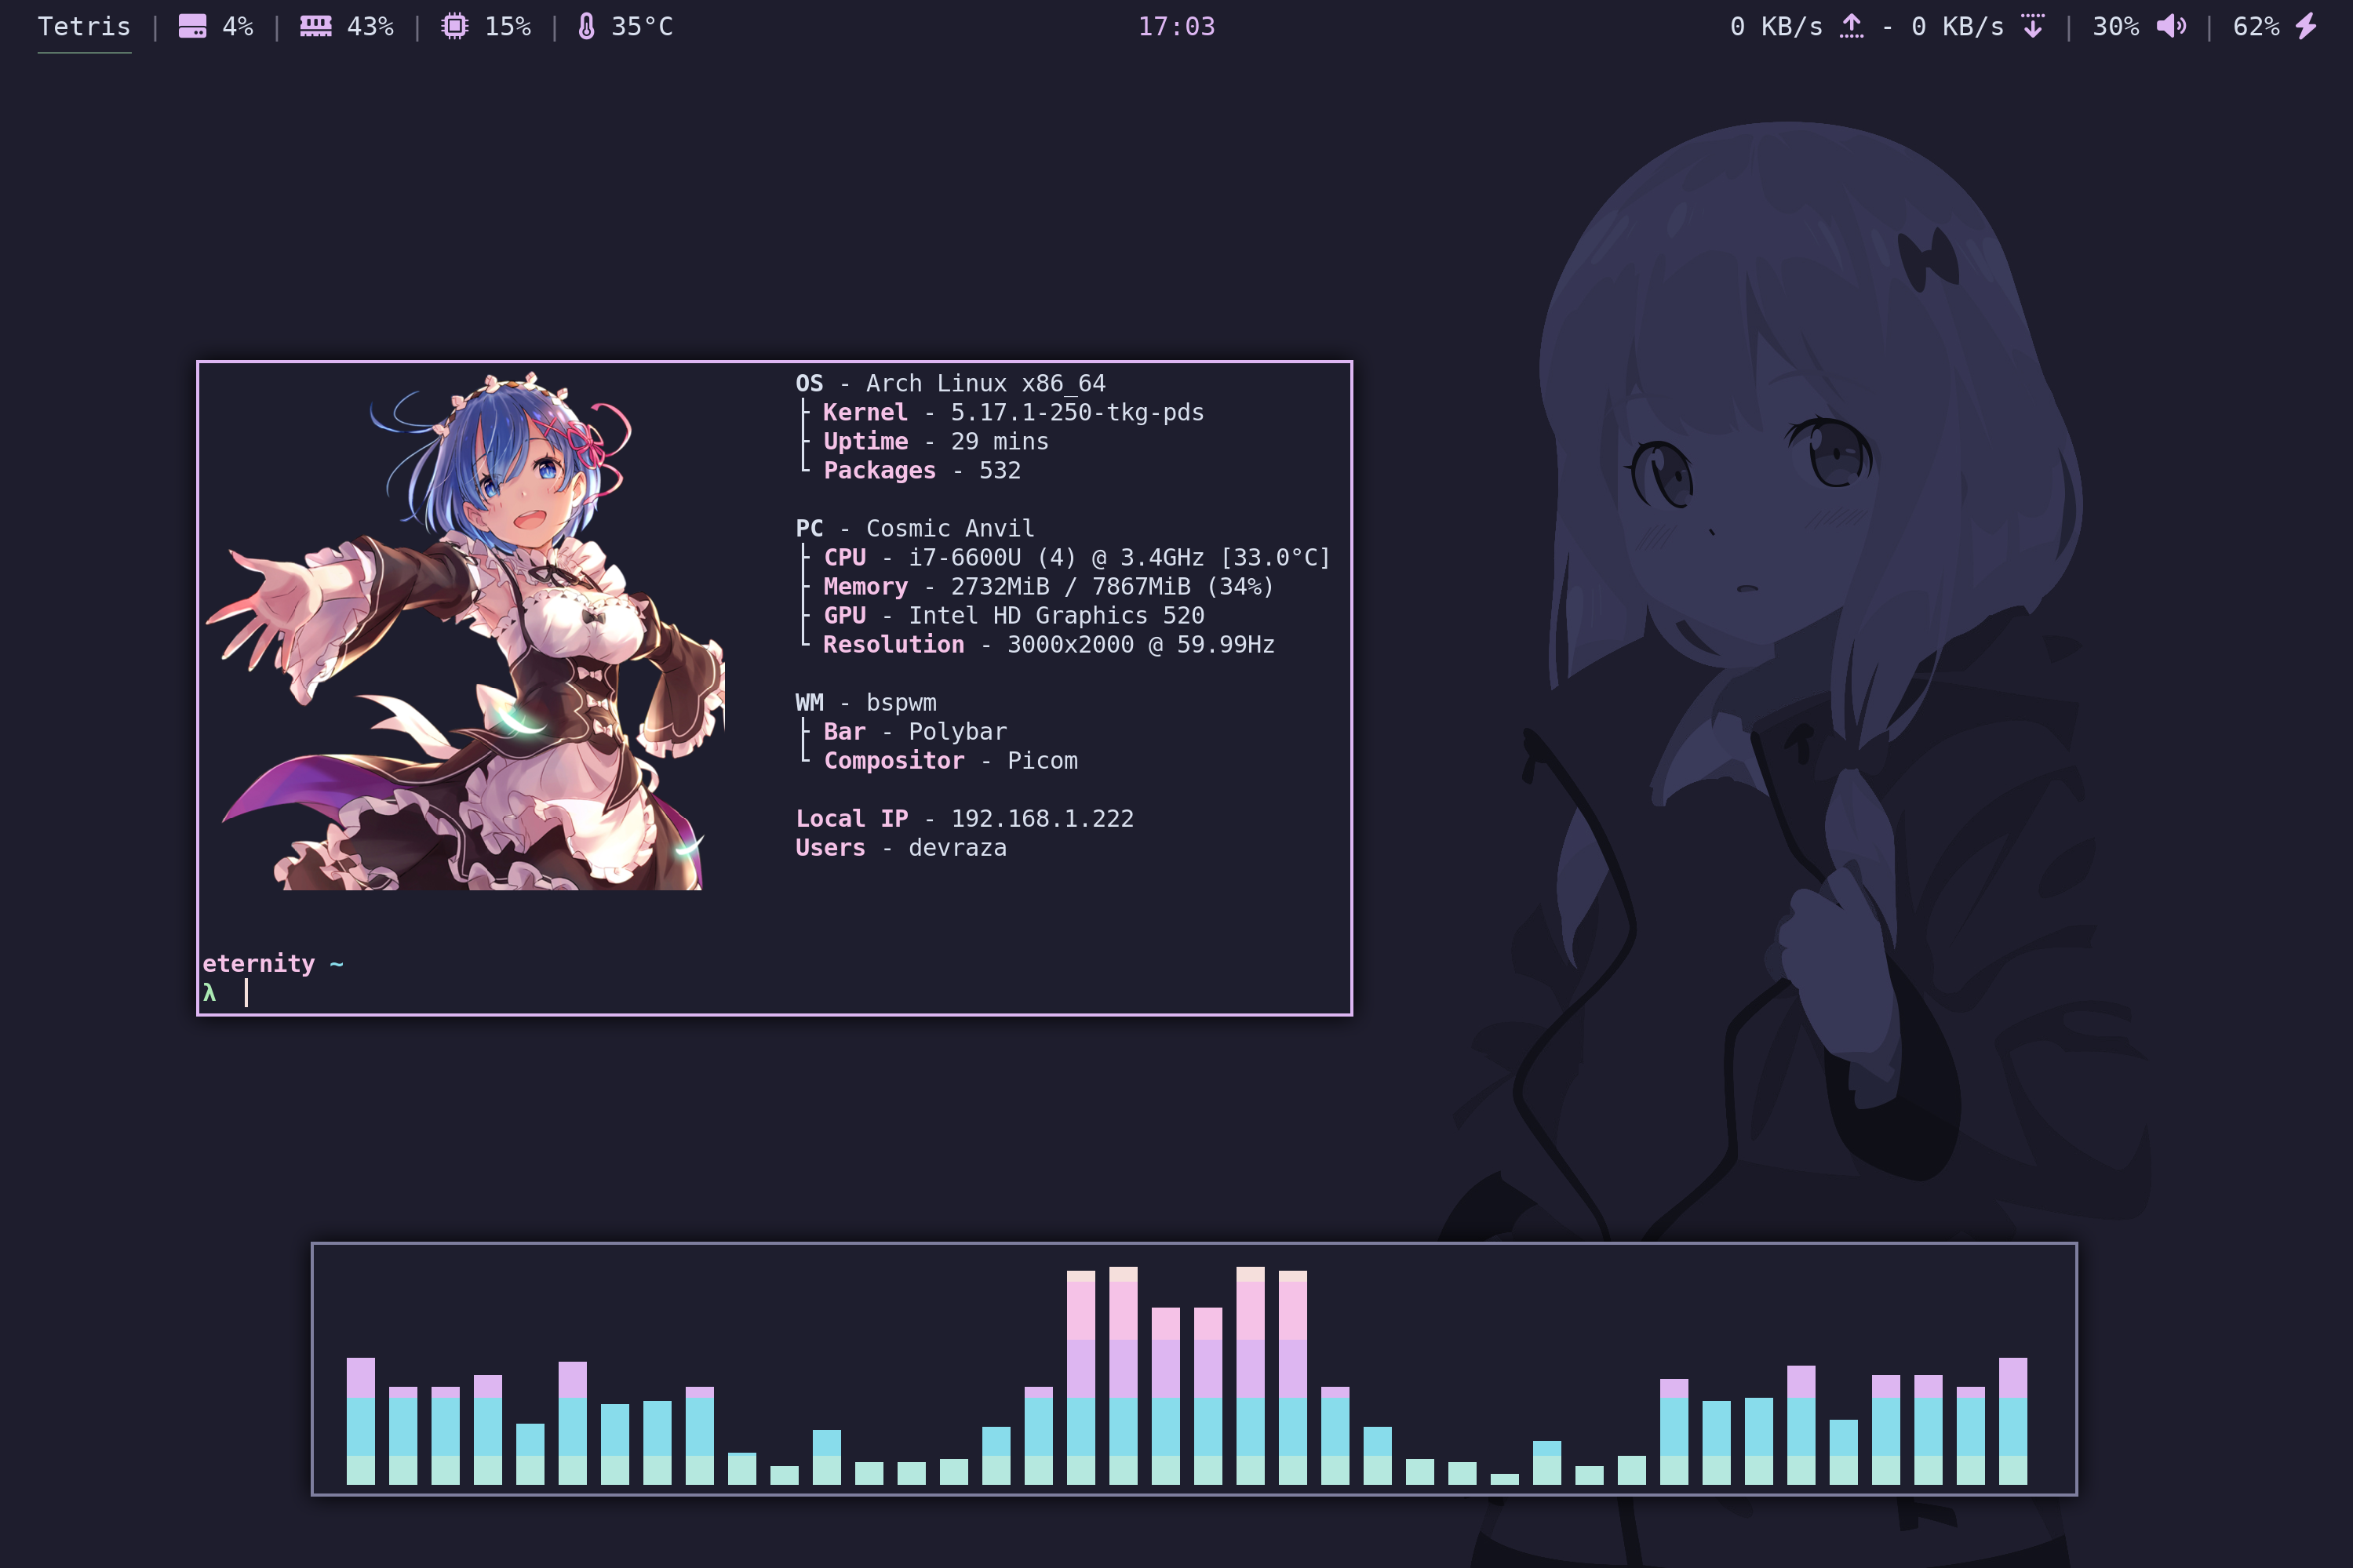 Tetris | 4% | 43% | 15% | 35°C
17:03
0 KB/s - 0 KB/s | 30% | 62%
OS - Arch Linux x86_64
├ Kernel - 5.17.1-250-tkg-pds
├ Uptime - 29 mins
└ Packages - 532
PC - Cosmic Anvil
├ CPU - i7-6600U (4) @ 3.4GHz [33.0°C]
├ Memory - 2732MiB / 7867MiB (34%)
├ GPU - Intel HD Graphics 520
└ Resolution - 3000x2000 @ 59.99Hz
WM - bspwm
├ Bar - Polybar
└ Compositor - Picom
Local IP - 192.168.1.222
Users - devraza
eternity ~
λ